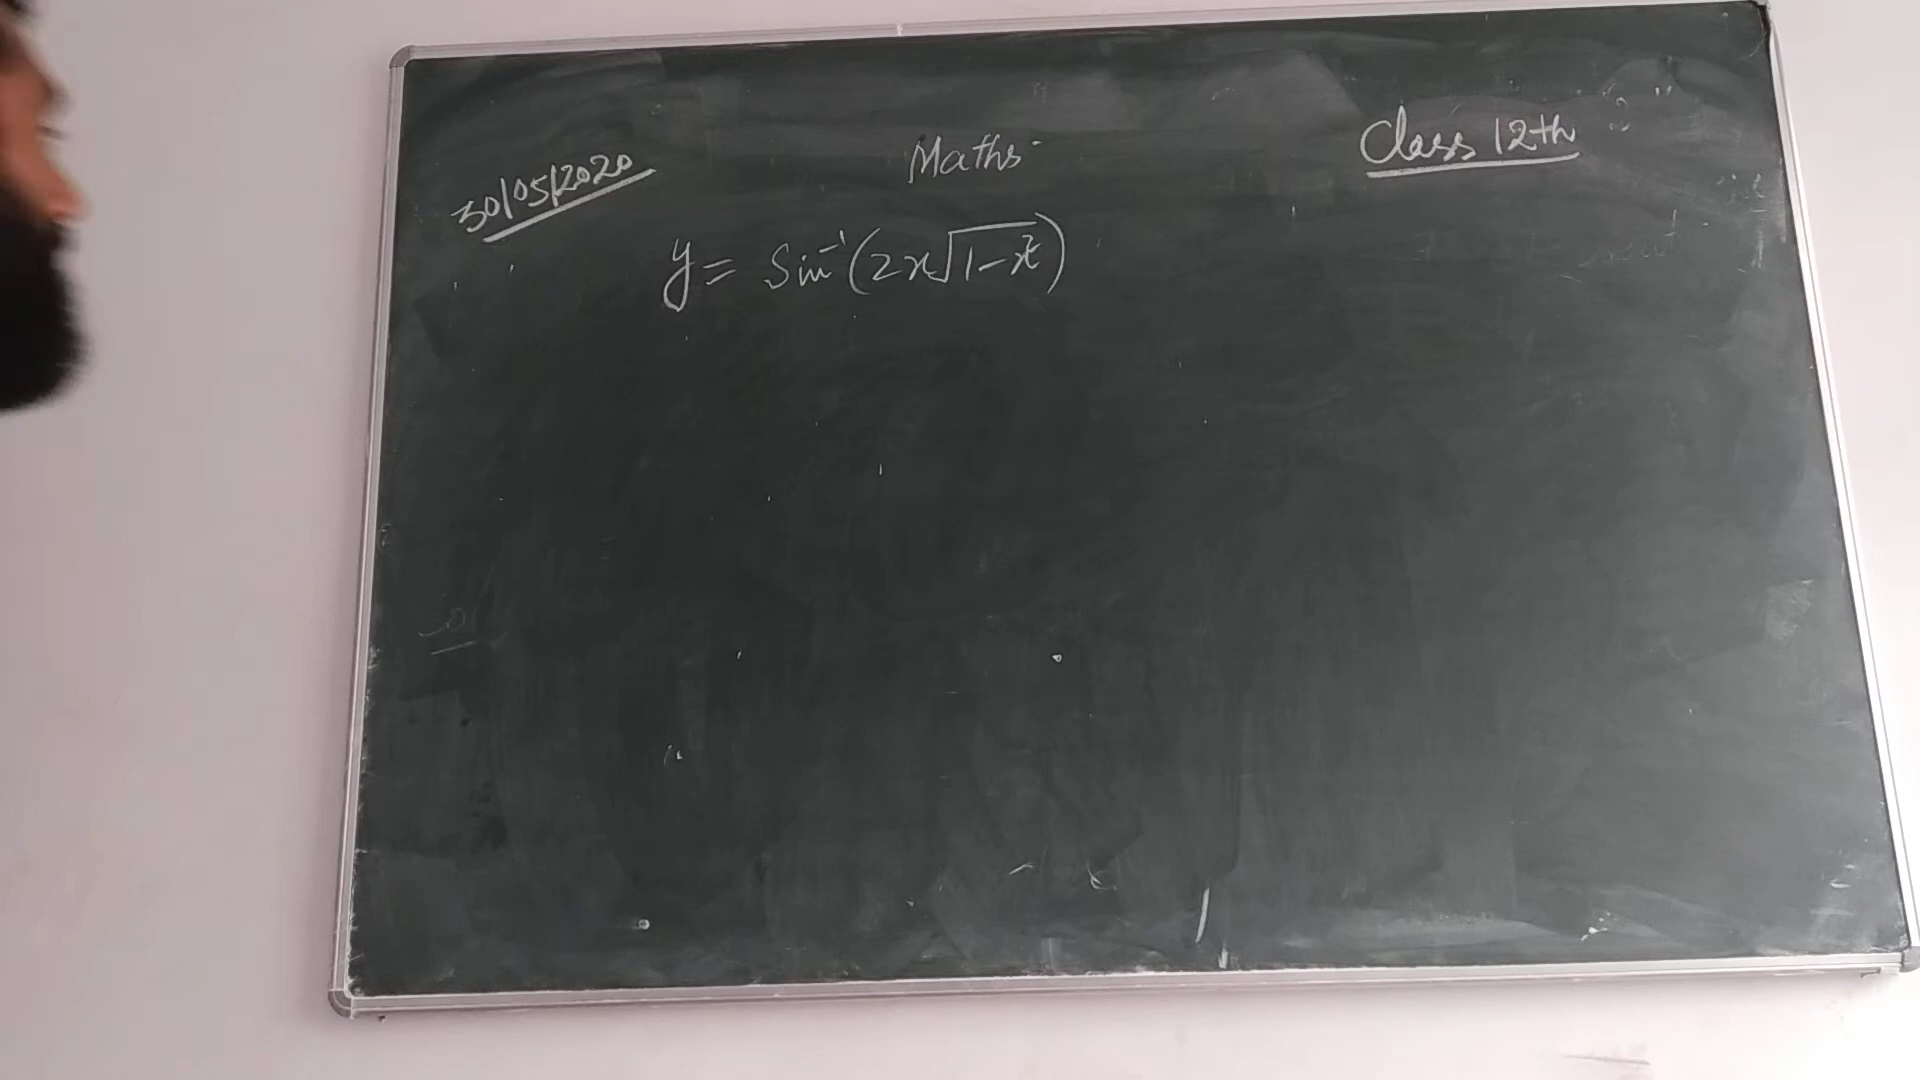 30/05/2020 Maths Class 12th
y = Sin⁻¹(2x√1-x²)